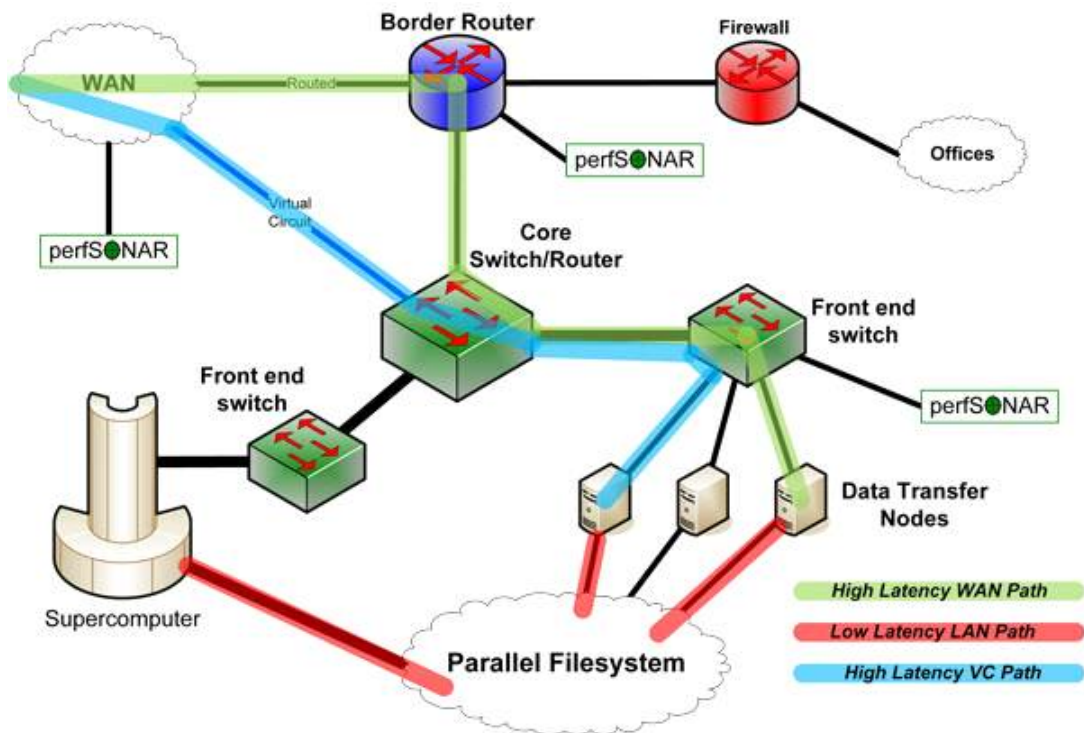 Border Router
Firewall
WAN
Routed
perfSONAR
Offices
Virtual
Circuit
perfSONAR
Core
Switch/Router
Front end
switch
Front end
switch
perfSONAR
Data Transfer
Nodes
High Latency WAN Path
Supercomputer
Low Latency LAN Path
Parallel Filesystem
High Latency VC Path